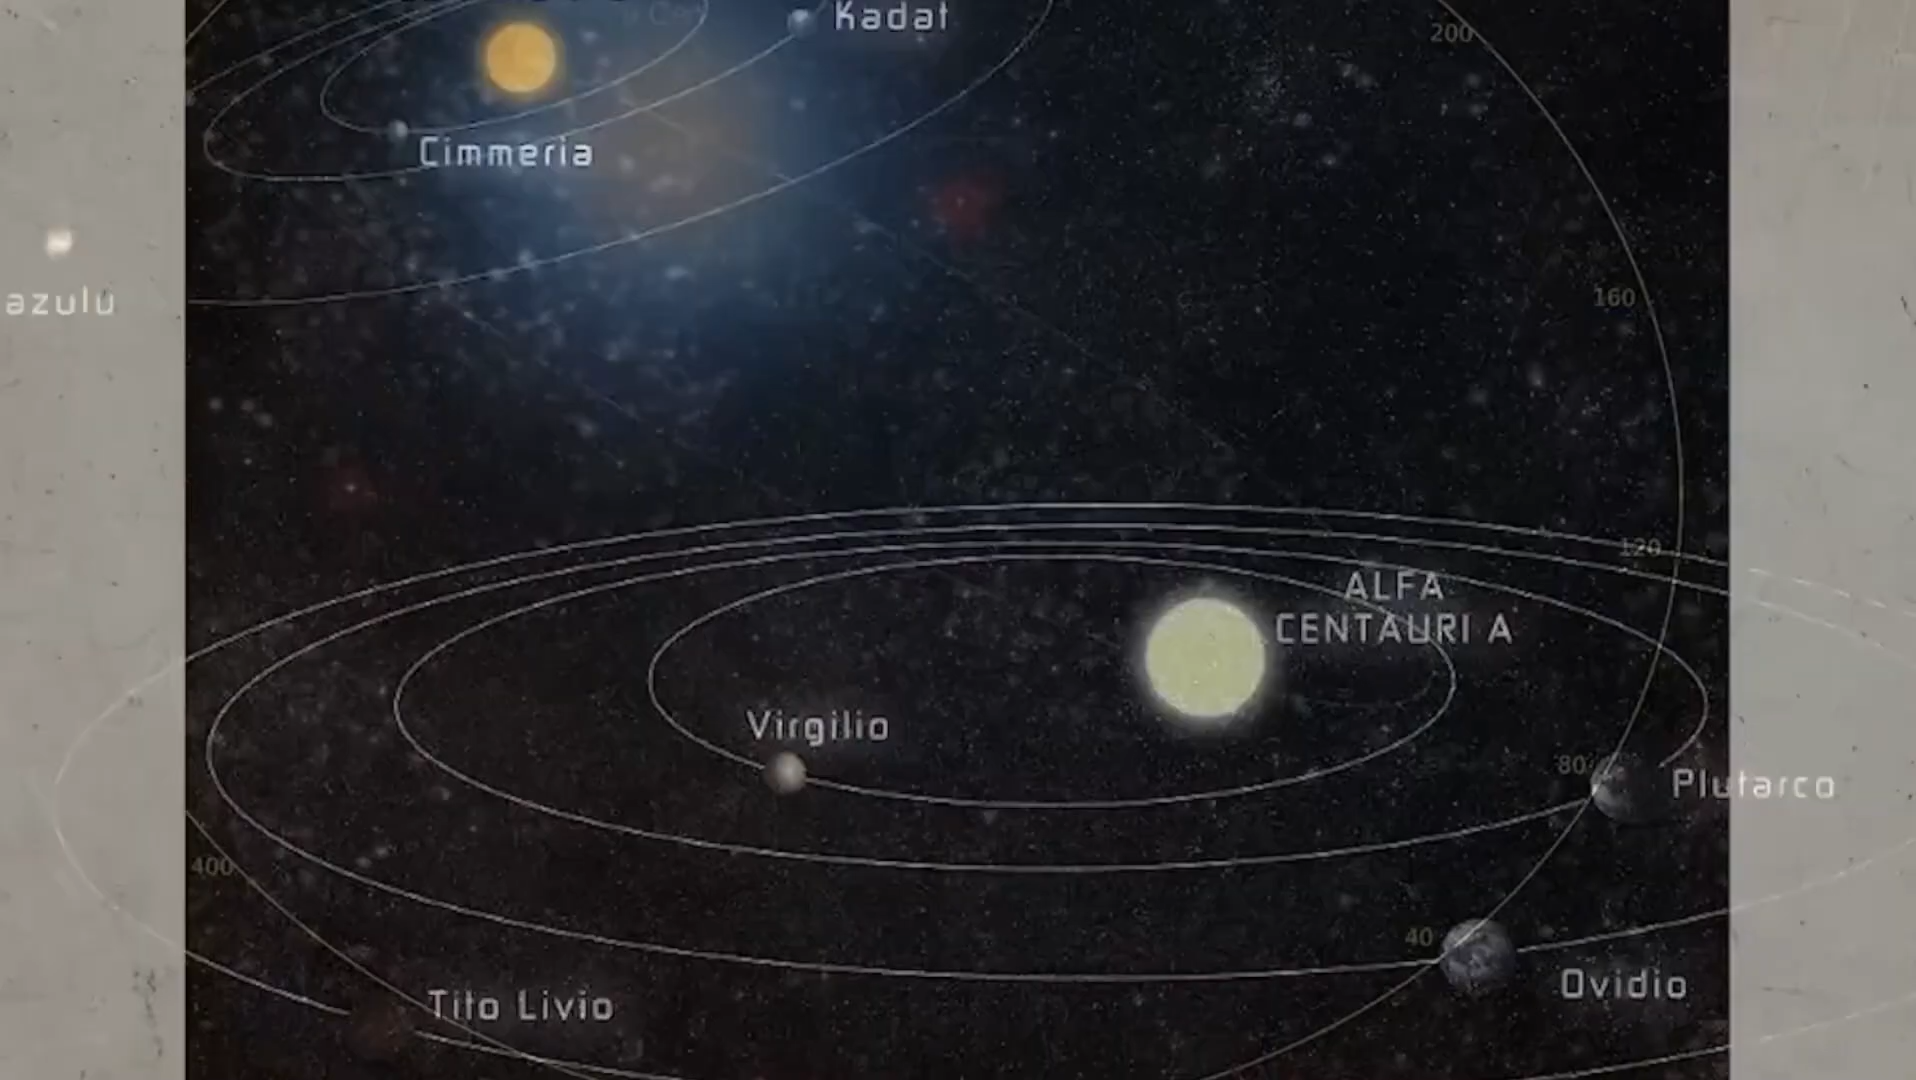 Kadat
200
Cimmeria
azulu
160
120
ALFA
CENTAURI A
Virgilio
80
Plutarco
400
40
Ovidio
Tito Livio